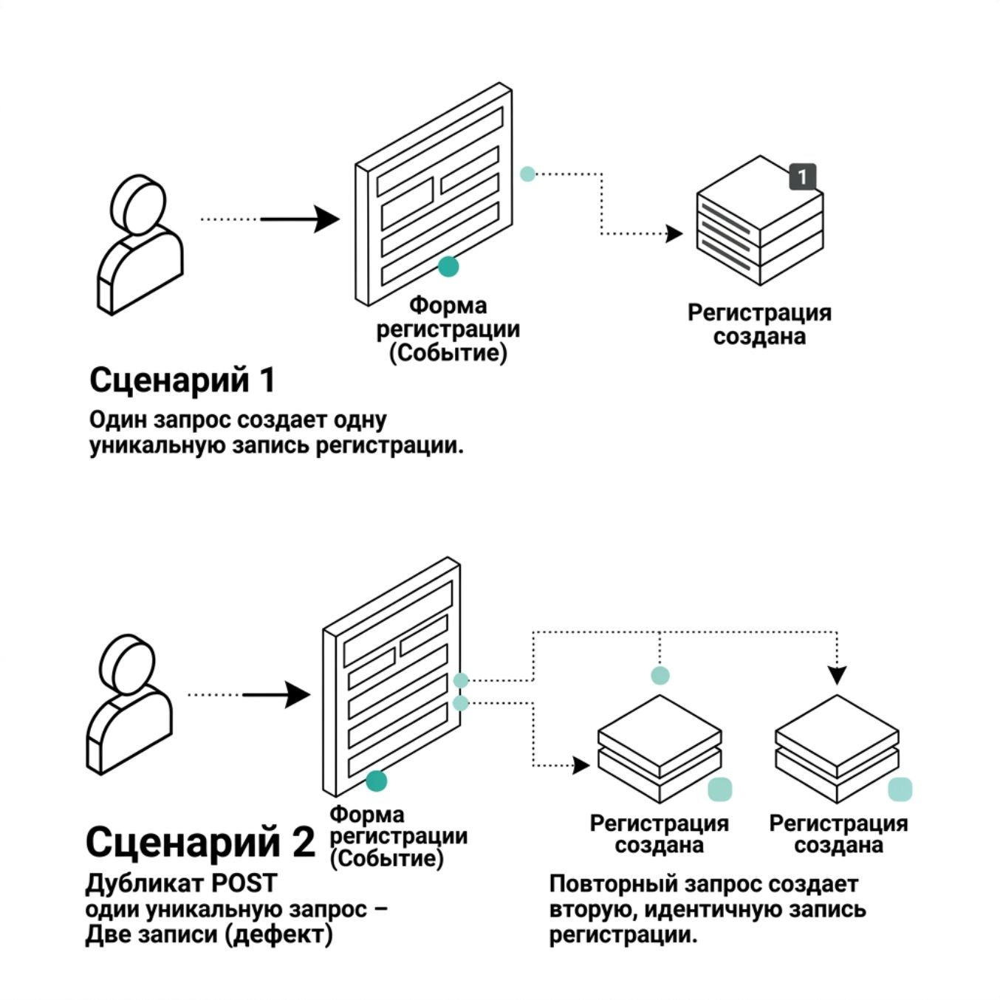 1
Форма
регистрации
(Событие)
Регистрация
создана
Сценарий 1
Один запрос создает одну
уникальную запись регистрации.
Форма
регистрации
(Событие)
Регистрация
создана
Регистрация
создана
Сценарий 2
Дубликат POST
одии уникальную запрос –
Две записи (дефект)
Повторный запрос создает
вторую, идентичную запись
регистрации.